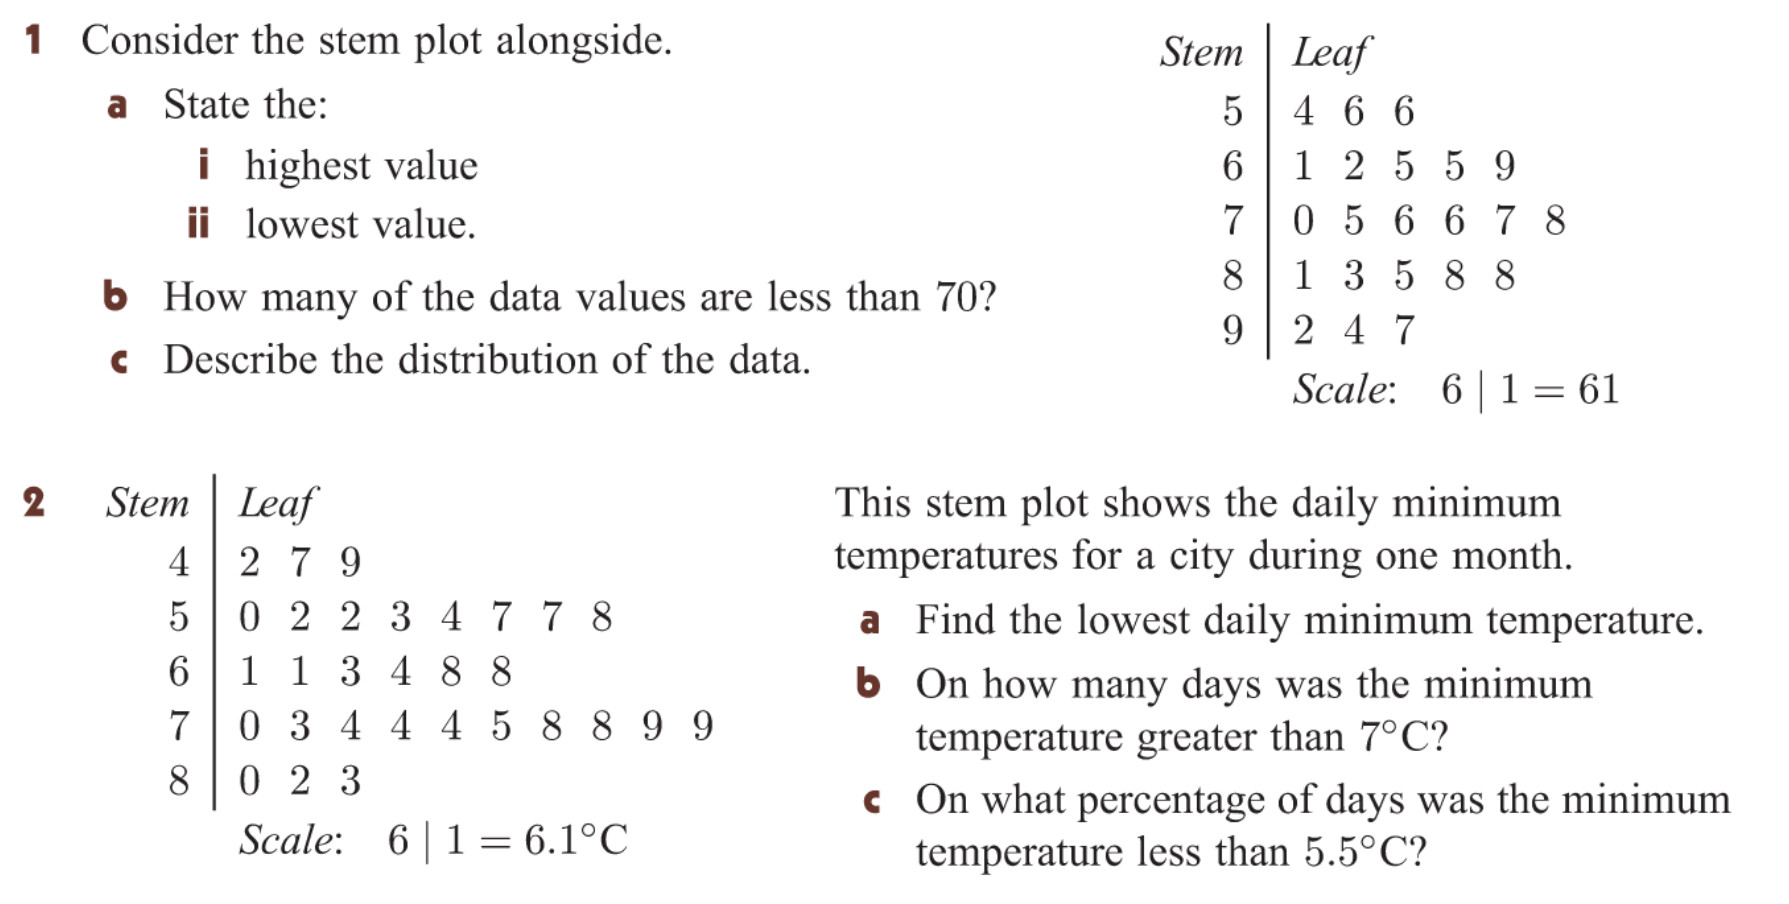 1 Consider the stem plot alongside.
a State the:
i highest value
ii lowest value.
b How many of the data values are less than 70?
c Describe the distribution of the data.
Stem | Leaf
5 | 4 6 6
6 | 1 2 5 5 9
7 | 0 5 6 6 7 8
8 | 1 3 5 8 8
9 | 2 4 7
Scale: 6 | 1 = 61
2 Stem | Leaf
4 | 2 7 9
5 | 0 2 2 3 4 7 7 8
6 | 1 1 3 4 8 8
7 | 0 3 4 4 4 5 8 8 9 9
8 | 0 2 3
Scale: 6 | 1 = 6.1°C
This stem plot shows the daily minimum
temperatures for a city during one month.
a Find the lowest daily minimum temperature.
b On how many days was the minimum
temperature greater than 7°C?
c On what percentage of days was the minimum
temperature less than 5.5°C?